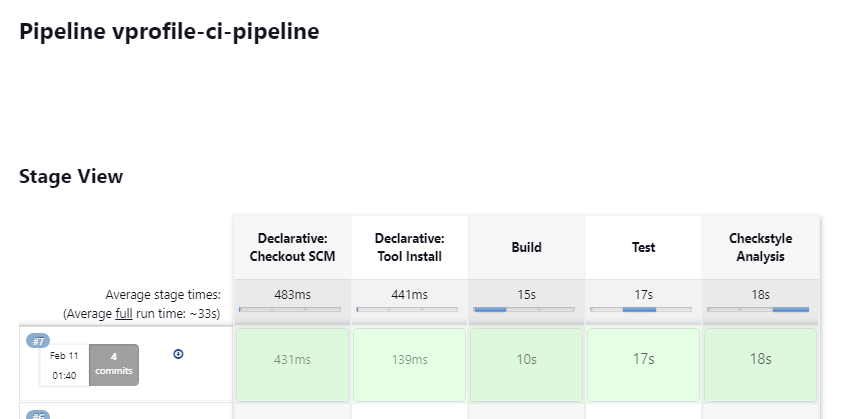 Pipeline vprofile-ci-pipeline
Stage View
Declarative: Checkout SCM
Declarative: Tool Install
Build
Test
Checkstyle Analysis
Average stage times:
(Average full run time: ~33s)
483ms
441ms
15s
17s
18s
#7
Feb 11
01:40
4
commits
431ms
139ms
10s
17s
18s
#6